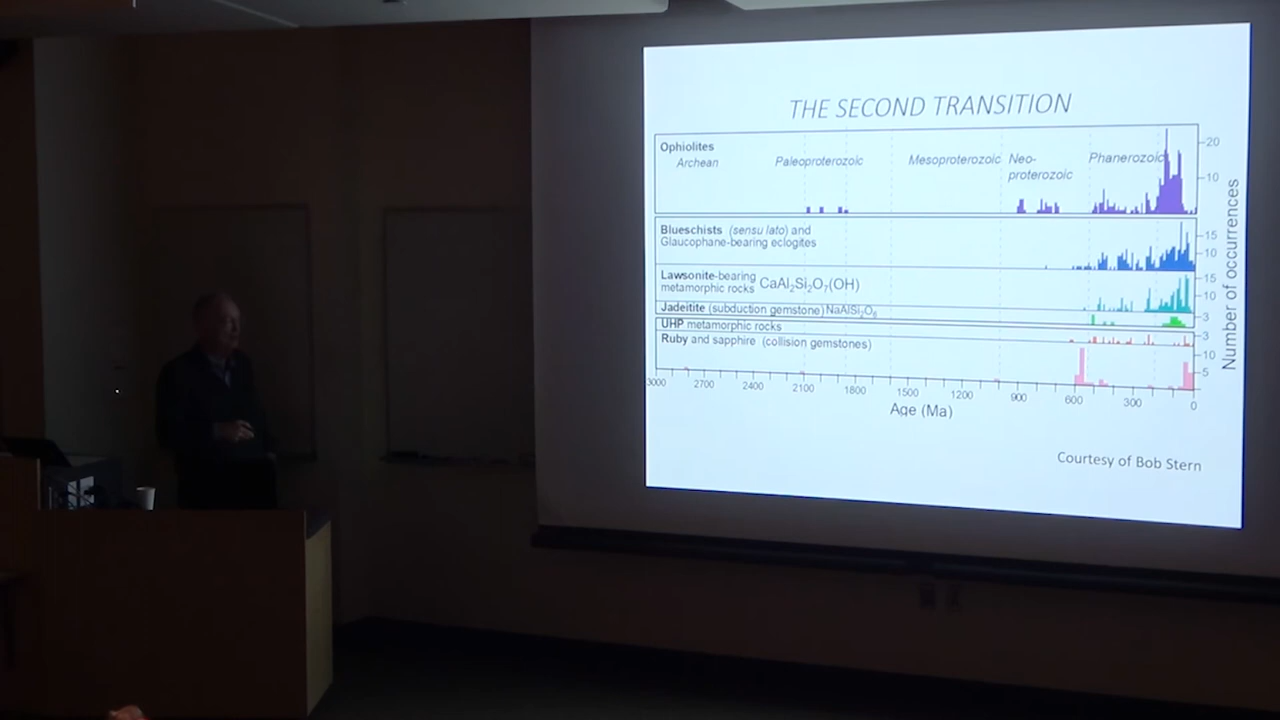 THE SECOND TRANSITION
Ophiolites
Archean
Paleoproterozoic
Mesoproterozoic
Neo-
proterozoic
Phanerozoic
20
10
Blueschists (sensu lato) and
Glaucophane-bearing eclogites
15
10
Lawsonite-bearing
metamorphic rocks CaAl₂Si₂O₇(OH)
15
10
Jadeitite (subduction gemstone) NaAlSi₂O₆
3
UHP metamorphic rocks
3
Ruby and sapphire (collision gemstones)
10
5
Number of occurrences
3000 2700 2400 2100 1800 1500 1200 900 600 300 0
Age (Ma)
Courtesy of Bob Stern